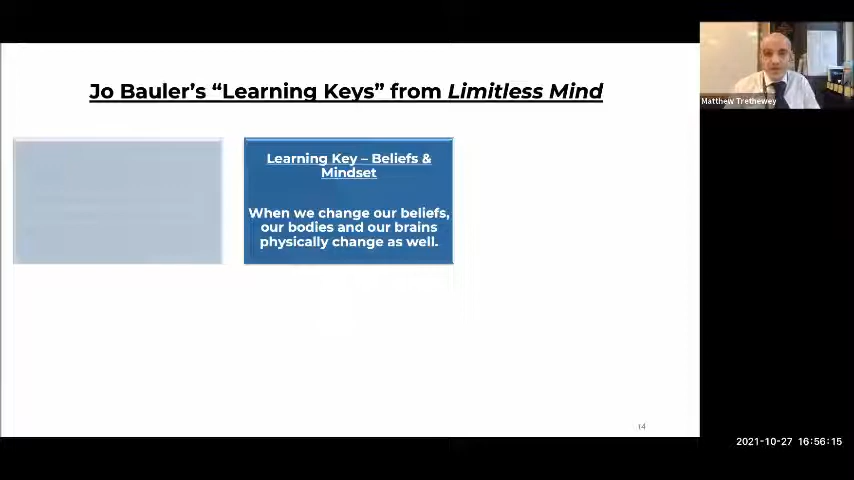 Jo Bauler’s “Learning Keys” from Limitless Mind
Matthew Trethewey
Learning Key – Beliefs &
Mindset
When we change our beliefs,
our bodies and our brains
physically change as well.
14
2021-10-27 16:56:15